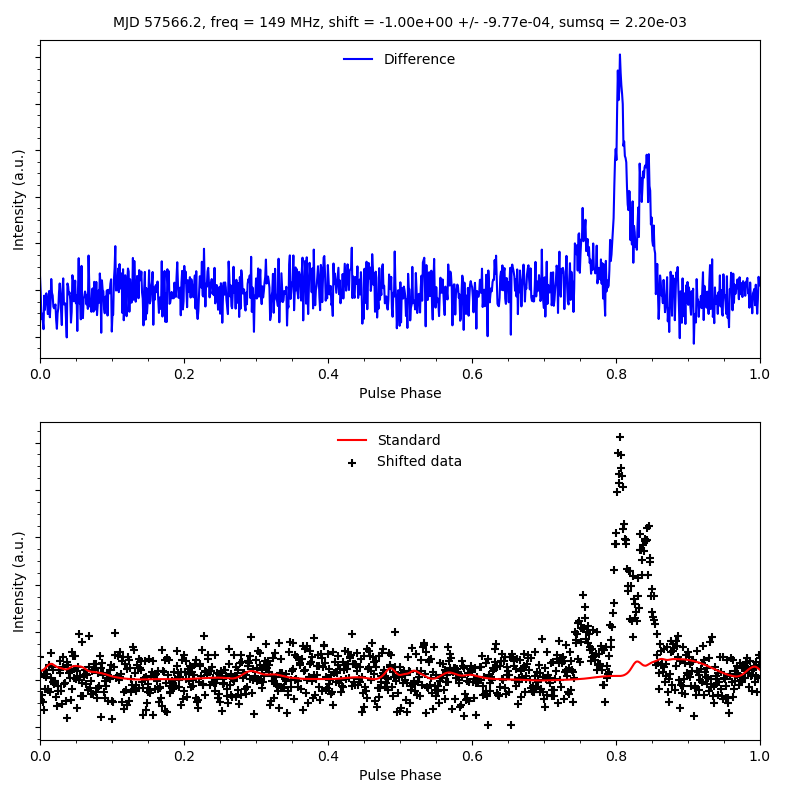 MJD 57566.2, freq = 149 MHz, shift = -1.00e+00 +/- -9.77e-04, sumsq = 2.20e-03
Difference
Intensity (a.u.)
0.0 0.2 0.4 0.6 0.8 1.0
Pulse Phase
Standard
Shifted data
Intensity (a.u.)
0.0 0.2 0.4 0.6 0.8 1.0
Pulse Phase